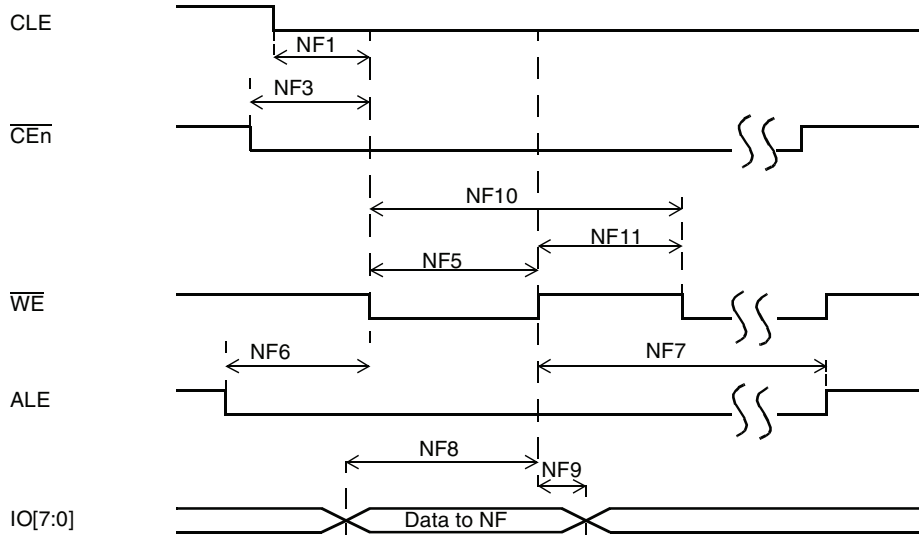 CLE
NF1
NF3
CEn
NF10
NF11
NF5
WE
NF6
NF7
ALE
NF8
NF9
IO[7:0]
Data to NF